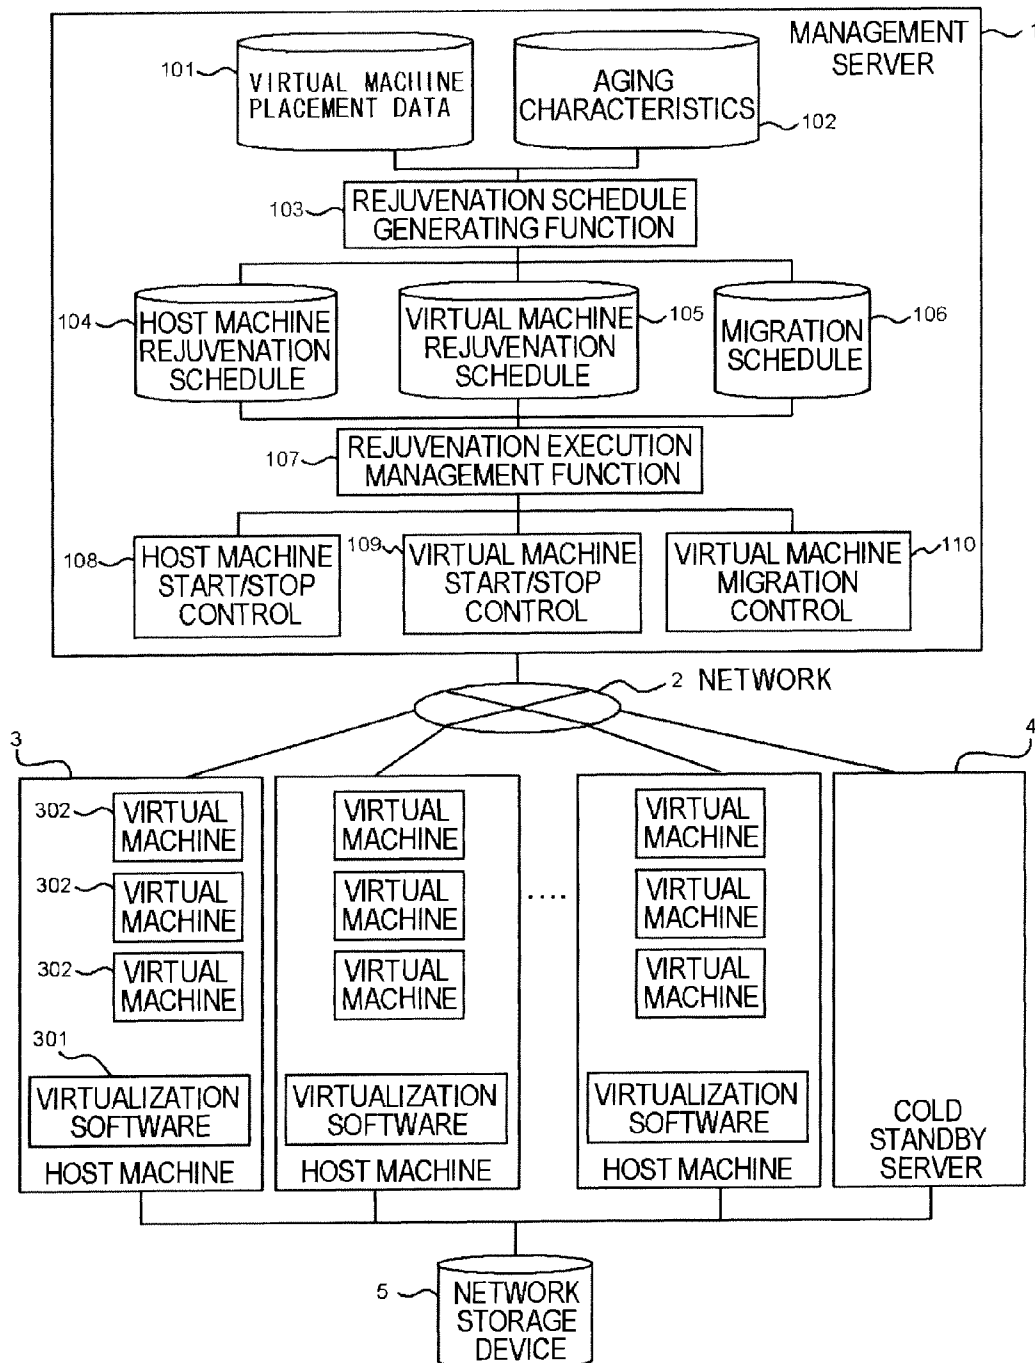 MANAGEMENT
SERVER
1
101
VIRTUAL MACHINE
PLACEMENT DATA
AGING
CHARACTERISTICS
102
103
REJUVENATION SCHEDULE
GENERATING FUNCTION
104
HOST MACHINE
REJUVENATION
SCHEDULE
VIRTUAL MACHINE
REJUVENATION
SCHEDULE
105
MIGRATION
SCHEDULE
106
107
REJUVENATION EXECUTION
MANAGEMENT FUNCTION
108
HOST MACHINE
START/STOP
CONTROL
109
VIRTUAL MACHINE
START/STOP
CONTROL
VIRTUAL MACHINE
MIGRATION
CONTROL
110
2 NETWORK
3
4
302
VIRTUAL
MACHINE
302
VIRTUAL
MACHINE
302
VIRTUAL
MACHINE
301
VIRTUALIZATION
SOFTWARE
HOST MACHINE
VIRTUAL
MACHINE
VIRTUAL
MACHINE
VIRTUAL
MACHINE
VIRTUALIZATION
SOFTWARE
HOST MACHINE
....
VIRTUAL
MACHINE
VIRTUAL
MACHINE
VIRTUAL
MACHINE
VIRTUALIZATION
SOFTWARE
HOST MACHINE
COLD
STANDBY
SERVER
5
NETWORK
STORAGE
DEVICE